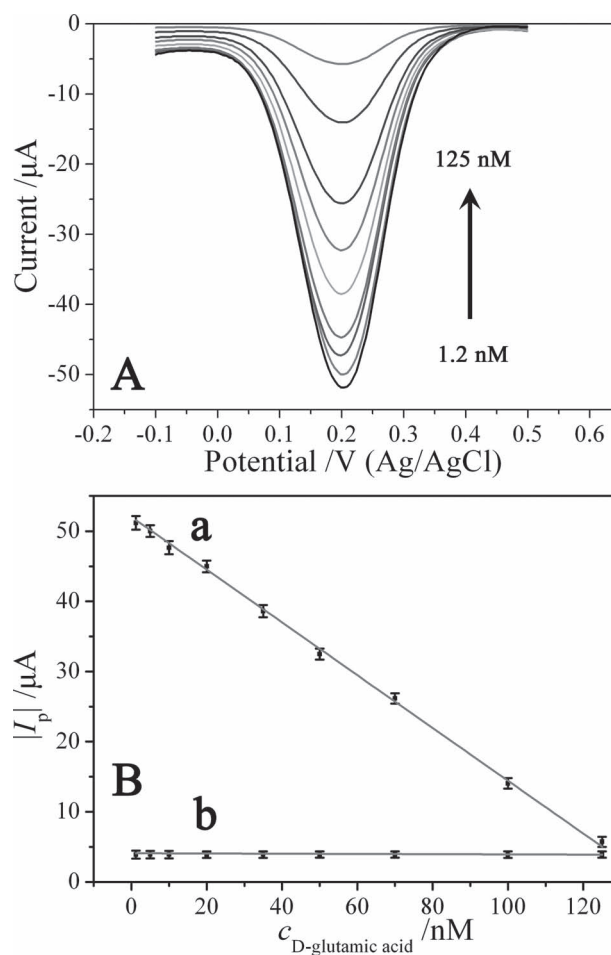 0
-10
-20
-30
-40
-50
Current /μA
125 nM
1.2 nM
A
-0.2 -0.1 0.0 0.1 0.2 0.3 0.4 0.5 0.6
Potential /V (Ag/AgCl)
50
40
30
20
10
0
|Ip| /μA
a
B
b
0 20 40 60 80 100 120
c D-glutamic acid /nM